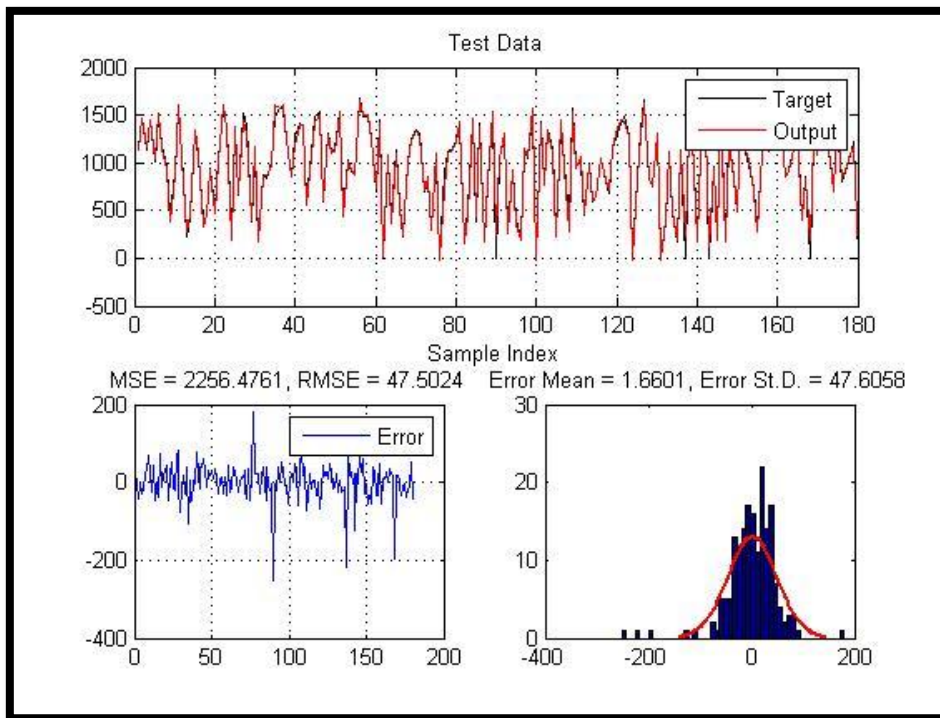 Test Data
2000
1500
1000
500
0
-500
Target
Output
0 20 40 60 80 100 120 140 160 180
Sample Index
MSE = 2256.4761, RMSE = 47.5024
200
0
-200
-400
Error
0 50 100 150 200
Error Mean = 1.6601, Error St.D. = 47.6058
30
20
10
0
-400 -200 0 200